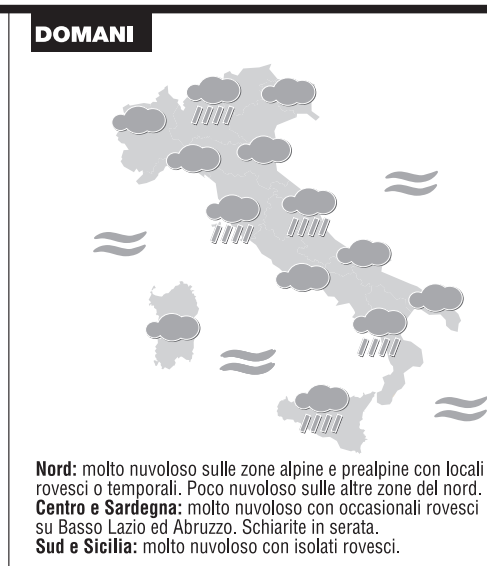 DOMANI
Nord: molto nuvoloso sulle zone alpine e prealpine con locali
rovesci o temporali. Poco nuvoloso sulle altre zone del nord.
Centro e Sardegna: molto nuvoloso con occasionali rovesci
su Basso Lazio ed Abruzzo. Schiarite in serata.
Sud e Sicilia: molto nuvoloso con isolati rovesci.